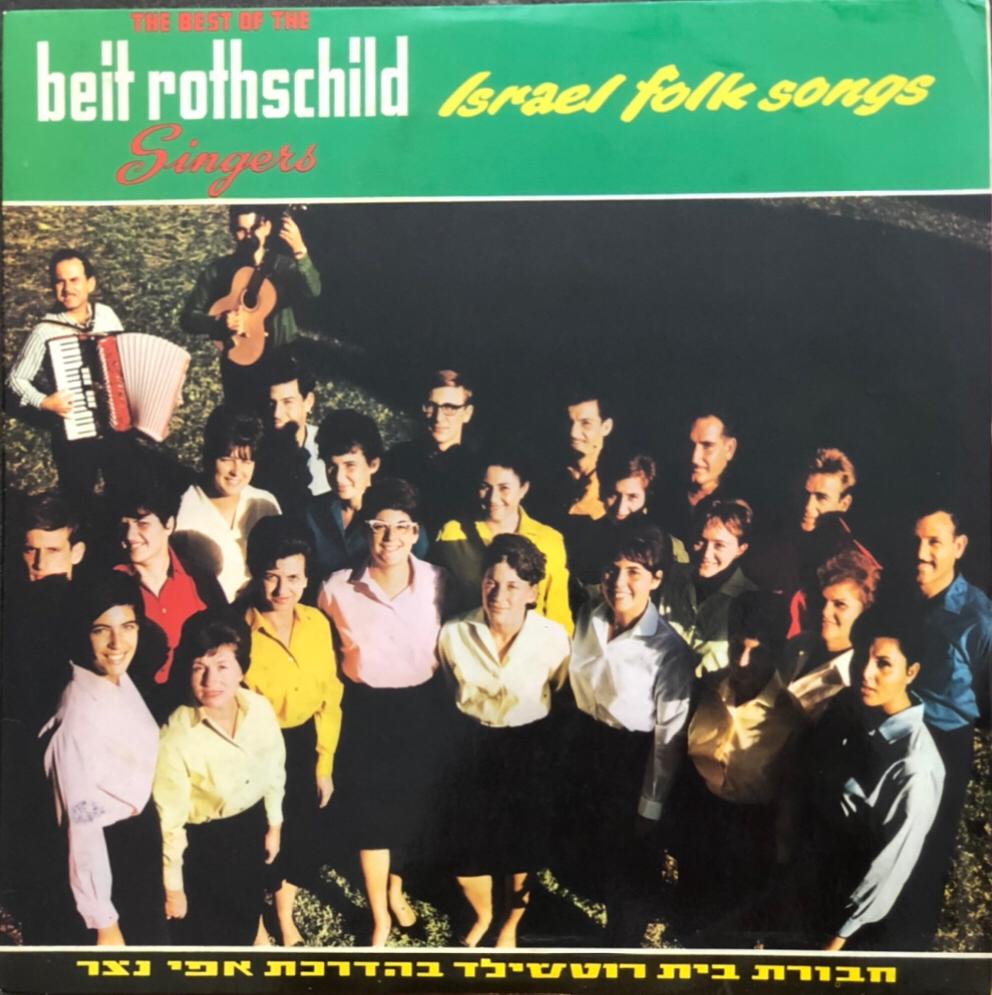 THE BEST OF THE
beit rothschild
Singers
Israel folk songs
חבורת בית רוטשילד בהדרכת אפי נצר